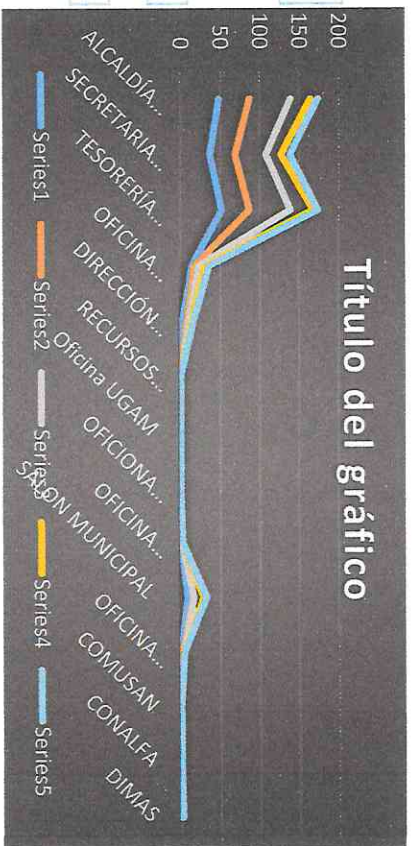 Título del gráfico
200
150
100
50
0
ALCALDÍA...
SECRETARIA...
TESORERÍA...
OFICINA...
DIRECCIÓN...
RECURSOS...
Oficina UGAM
OFICIONA...
OFICINA...
SALON MUNICIPAL
OFICINA...
COMUSAN
CONALFA
DIMAS
Series1 Series2 Series3 Series4 Series5